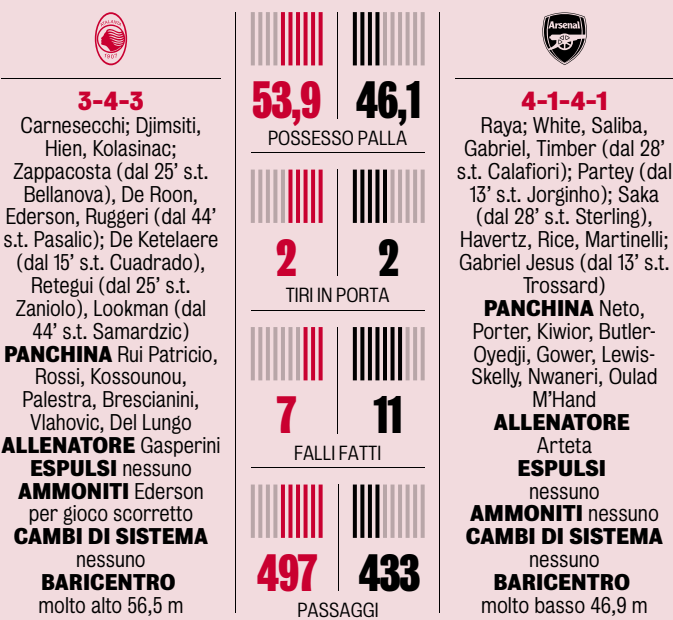 ATALANTA
1907
3-4-3
Carnesecchi; Djimsiti,
Hien, Kolasinac;
Zappacosta (dal 25’ s.t.
Bellanova), De Roon,
Ederson, Ruggeri (dal 44’
s.t. Pasalic); De Ketelaere
(dal 15’ s.t. Cuadrado),
Retegui (dal 25’ s.t.
Zaniolo), Lookman (dal
44’ s.t. Samardzic)
PANCHINA Rui Patricio,
Rossi, Kossounou,
Palestra, Brescianini,
Vlahovic, Del Lungo
ALLENATORE Gasperini
ESPULSI nessuno
AMMONITI Ederson
per gioco scorretto
CAMBI DI SISTEMA
nessuno
BARICENTRO
molto alto 56,5 m
53,9 46,1
POSSESSO PALLA
2 2
TIRI IN PORTA
7 11
FALLI FATTI
497 433
PASSAGGI
Arsenal
4-1-4-1
Raya; White, Saliba,
Gabriel, Timber (dal 28’
s.t. Calafiori); Partey (dal
13’ s.t. Jorginho); Saka
(dal 28’ s.t. Sterling),
Havertz, Rice, Martinelli;
Gabriel Jesus (dal 13’ s.t.
Trossard)
PANCHINA Neto,
Porter, Kiwior, Butler-
Oyedji, Gower, Lewis-
Skelly, Nwaneri, Oulad
M’Hand
ALLENATORE
Arteta
ESPULSI
nessuno
AMMONITI nessuno
CAMBI DI SISTEMA
nessuno
BARICENTRO
molto basso 46,9 m